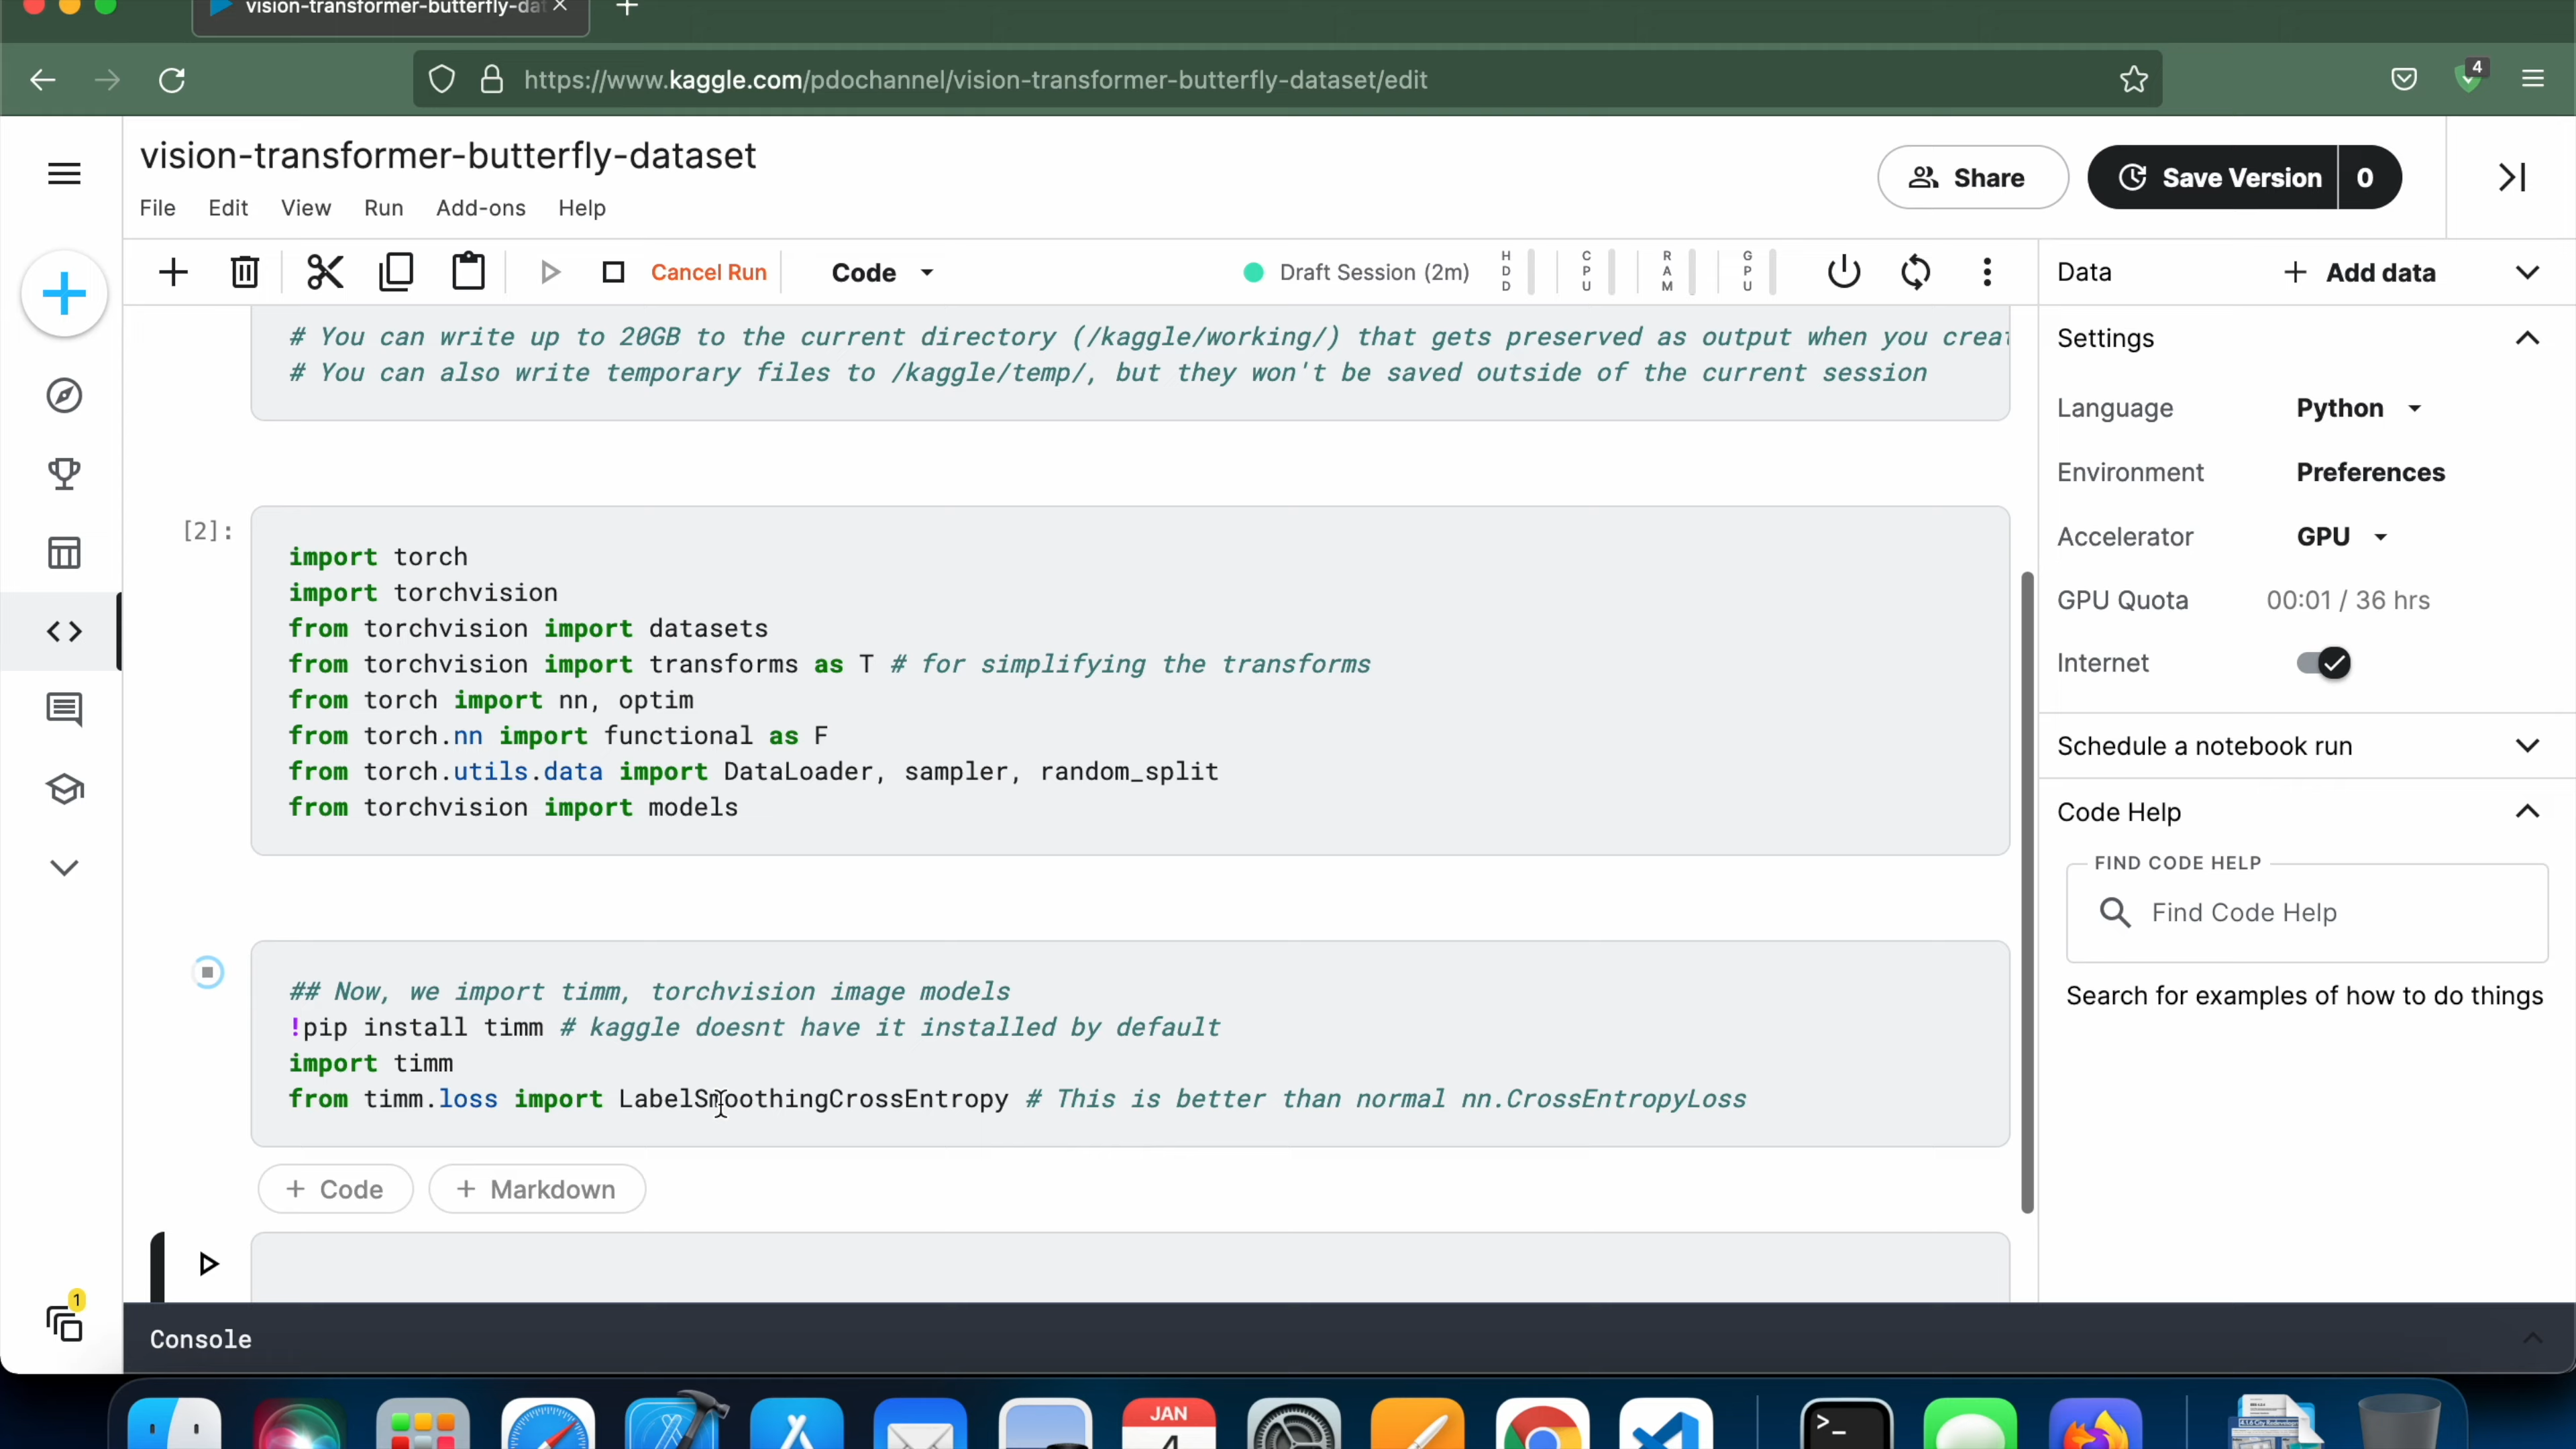 vision-transformer-butterfly-dat
https://www.kaggle.com/pdochannel/vision-transformer-butterfly-dataset/edit
4
vision-transformer-butterfly-dataset
File Edit View Run Add-ons Help
Share
Save Version 0
Cancel Run
Code
Draft Session (2m)
HDD
CPU
RAM
GPU
Data
+ Add data
# You can write up to 20GB to the current directory (/kaggle/working/) that gets preserved as output when you creat
# You can also write temporary files to /kaggle/temp/, but they won't be saved outside of the current session
[2]:
import torch
import torchvision
from torchvision import datasets
from torchvision import transforms as T # for simplifying the transforms
from torch import nn, optim
from torch.nn import functional as F
from torch.utils.data import DataLoader, sampler, random_split
from torchvision import models
## Now, we import timm, torchvision image models
!pip install timm # kaggle doesnt have it installed by default
import timm
from timm.loss import LabelSmoothingCrossEntropy # This is better than normal nn.CrossEntropyLoss
+ Code
+ Markdown
Settings
Language Python
Environment Preferences
Accelerator GPU
GPU Quota 00:01 / 36 hrs
Internet
Schedule a notebook run
Code Help
FIND CODE HELP
Find Code Help
Search for examples of how to do things
1
Console
JAN
4
>_